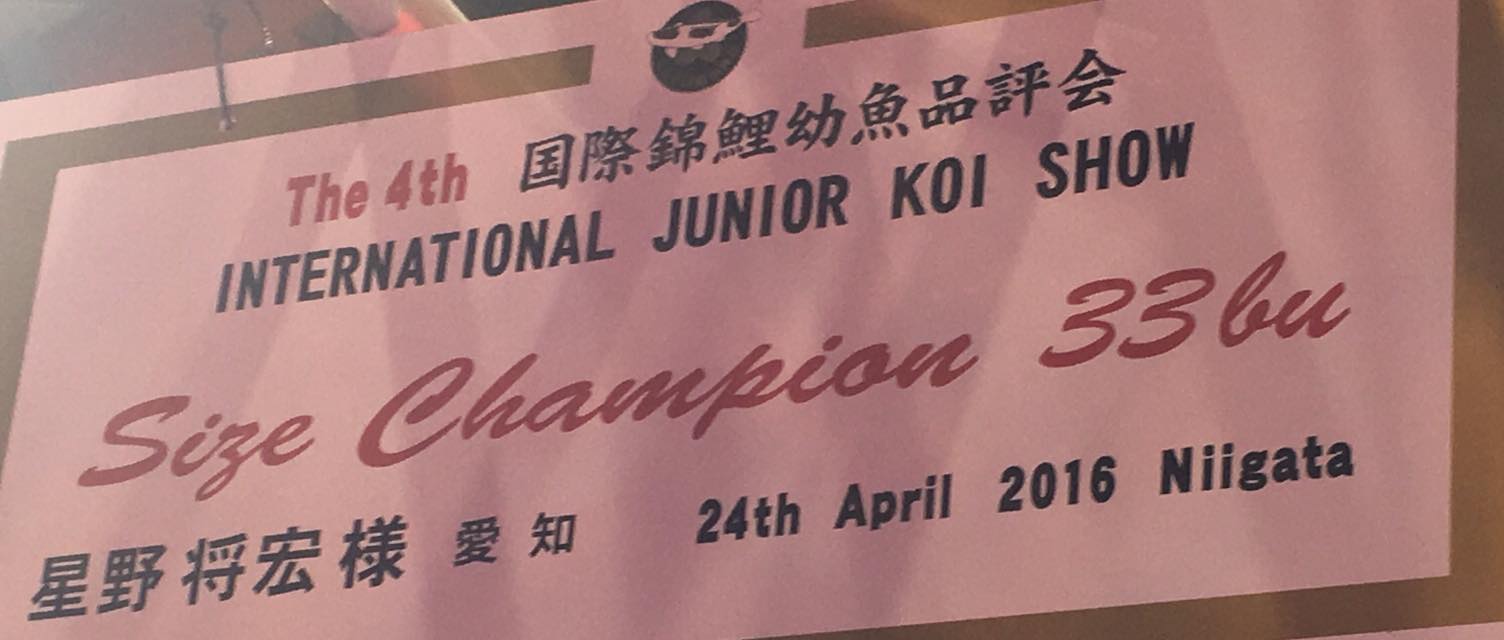 The 4th 国際錦鯉幼魚品評会
INTERNATIONAL JUNIOR KOI SHOW
Size Champion 33bu
星野将宏様 愛知 24th April 2016 Niigata